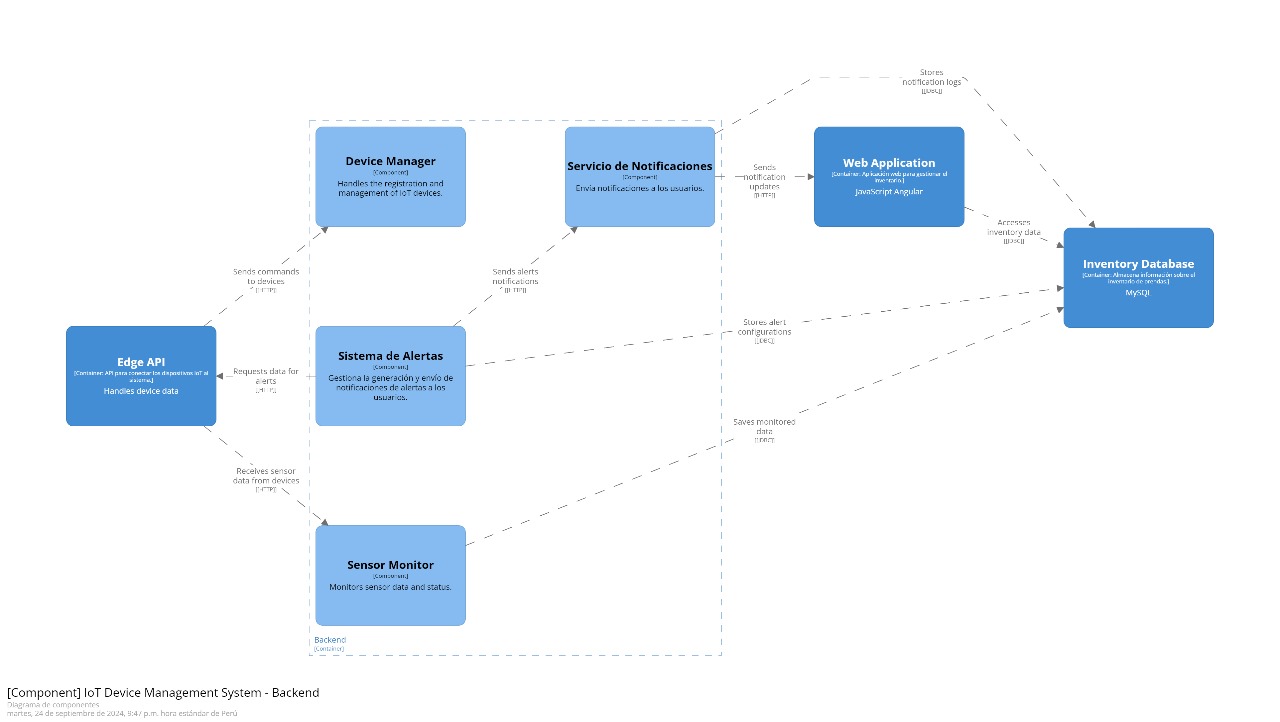 Stores
notification logs
[[JDBC]]
Device Manager
[Component]
Handles the registration and
management of IoT devices.
Servicio de Notificaciones
[Component]
Envía notificaciones a los usuarios.
Sends
notification
updates
[[HTTP]]
Web Application
[Container: Aplicación web para gestionar el
inventario.]
JavaScript Angular
Accesses
inventory data
[[JDBC]]
Inventory Database
[Container: Almacena información sobre el
inventario de prendas.]
MySQL
Sends commands
to devices
[[HTTP]]
Sends alerts
notifications
[[HTTP]]
Edge API
[Container: API para conectar los dispositivos IoT al
sistema.]
Handles device data
Requests data for
alerts
[[HTTP]]
Sistema de Alertas
[Component]
Gestiona la generación y envío de
notificaciones de alertas a los
usuarios.
Stores alert
configurations
[[JDBC]]
Saves monitored
data
[[JDBC]]
Receives sensor
data from devices
[[HTTP]]
Sensor Monitor
[Component]
Monitors sensor data and status.
Backend
[Container]
[Component] IoT Device Management System - Backend
Diagrama de componentes
martes, 24 de septiembre de 2024, 9:47 p.m. hora estándar de Perú